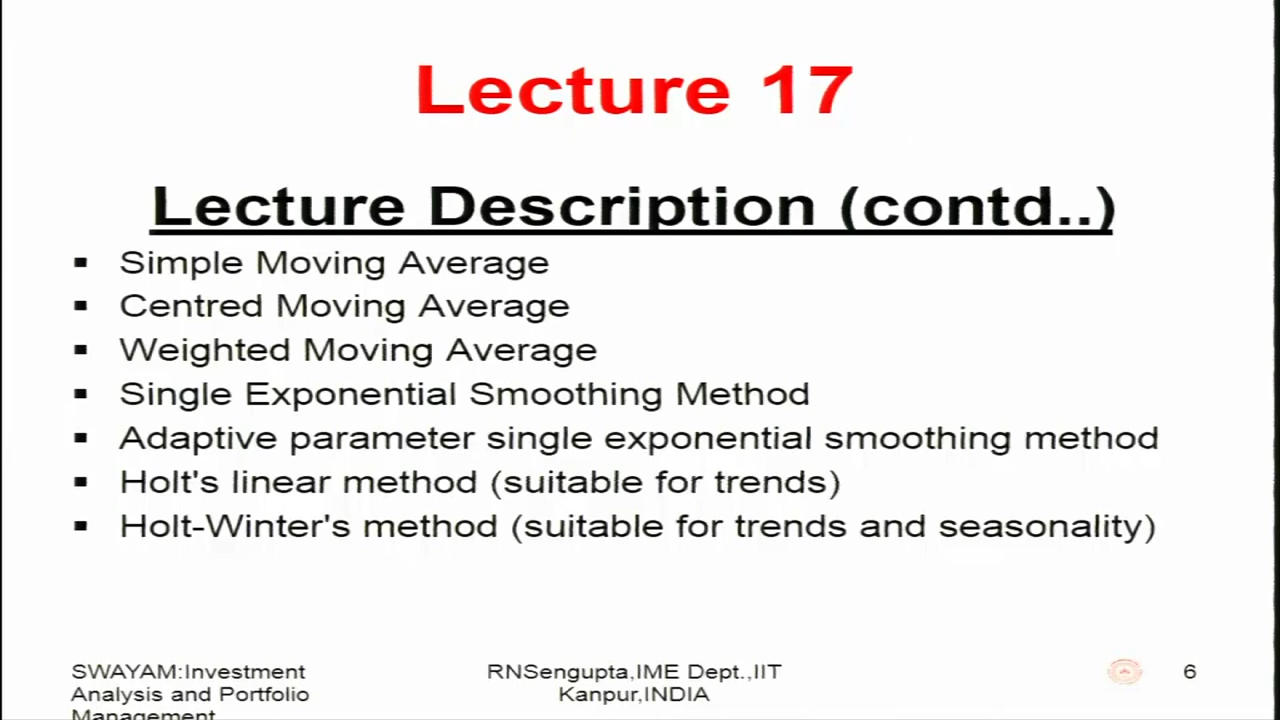 Lecture 17
Lecture Description (contd..)
▪ Simple Moving Average
▪ Centred Moving Average
▪ Weighted Moving Average
▪ Single Exponential Smoothing Method
▪ Adaptive parameter single exponential smoothing method
▪ Holt's linear method (suitable for trends)
▪ Holt-Winter's method (suitable for trends and seasonality)
SWAYAM:Investment
Analysis and Portfolio
Management
RNSengupta,IME Dept.,IIT
Kanpur,INDIA
6